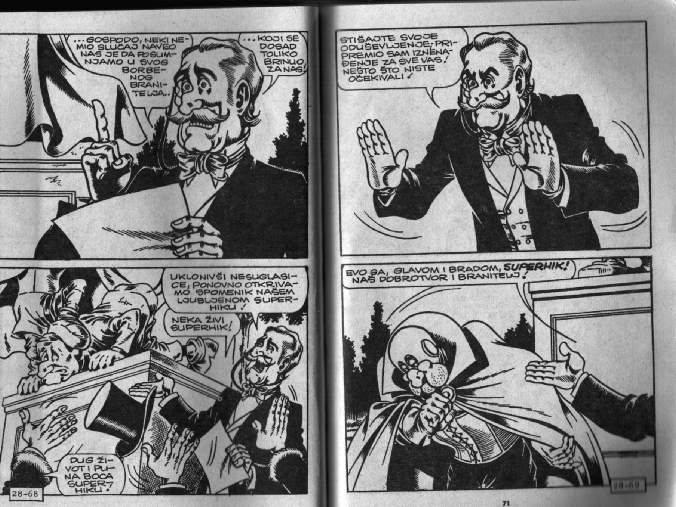 ...GOSPODO, NEKI NE-
MIO SLUČAJ NAVEO
NAS JE DA POSUM-
NJAMO U SVOG
BORBE-
NOG
BRANI-
TELJA..
...KOJI SE
DOSAD
TOLIKO
BRINUO
ZA NAS!
UKLONIVŠI NESUGLASI-
CE, PONOVNO OTKRIVA-
MO SPOMENIK NAŠEM
LJUBLJENOM SUPER-
HIKU!
NEKA ŽIVI
SUPERHIK!
DUG ŽI-
VOT I PU-
NA BOCA
SUPER-
HIKU!
28-68
STIŠAJTE SVOJE
ODUŠEVLJENJE, PRI-
PREMIO SAM IZNENA-
ĐENJE ZA SVE VAS!
NEŠTO ŠTO NISTE
OČEKIVALI!
EVO GA, GLAVOM I BRADOM, SUPERHIK!
NAŠ DOBROTVOR I BRANITELJ!
28-69
71